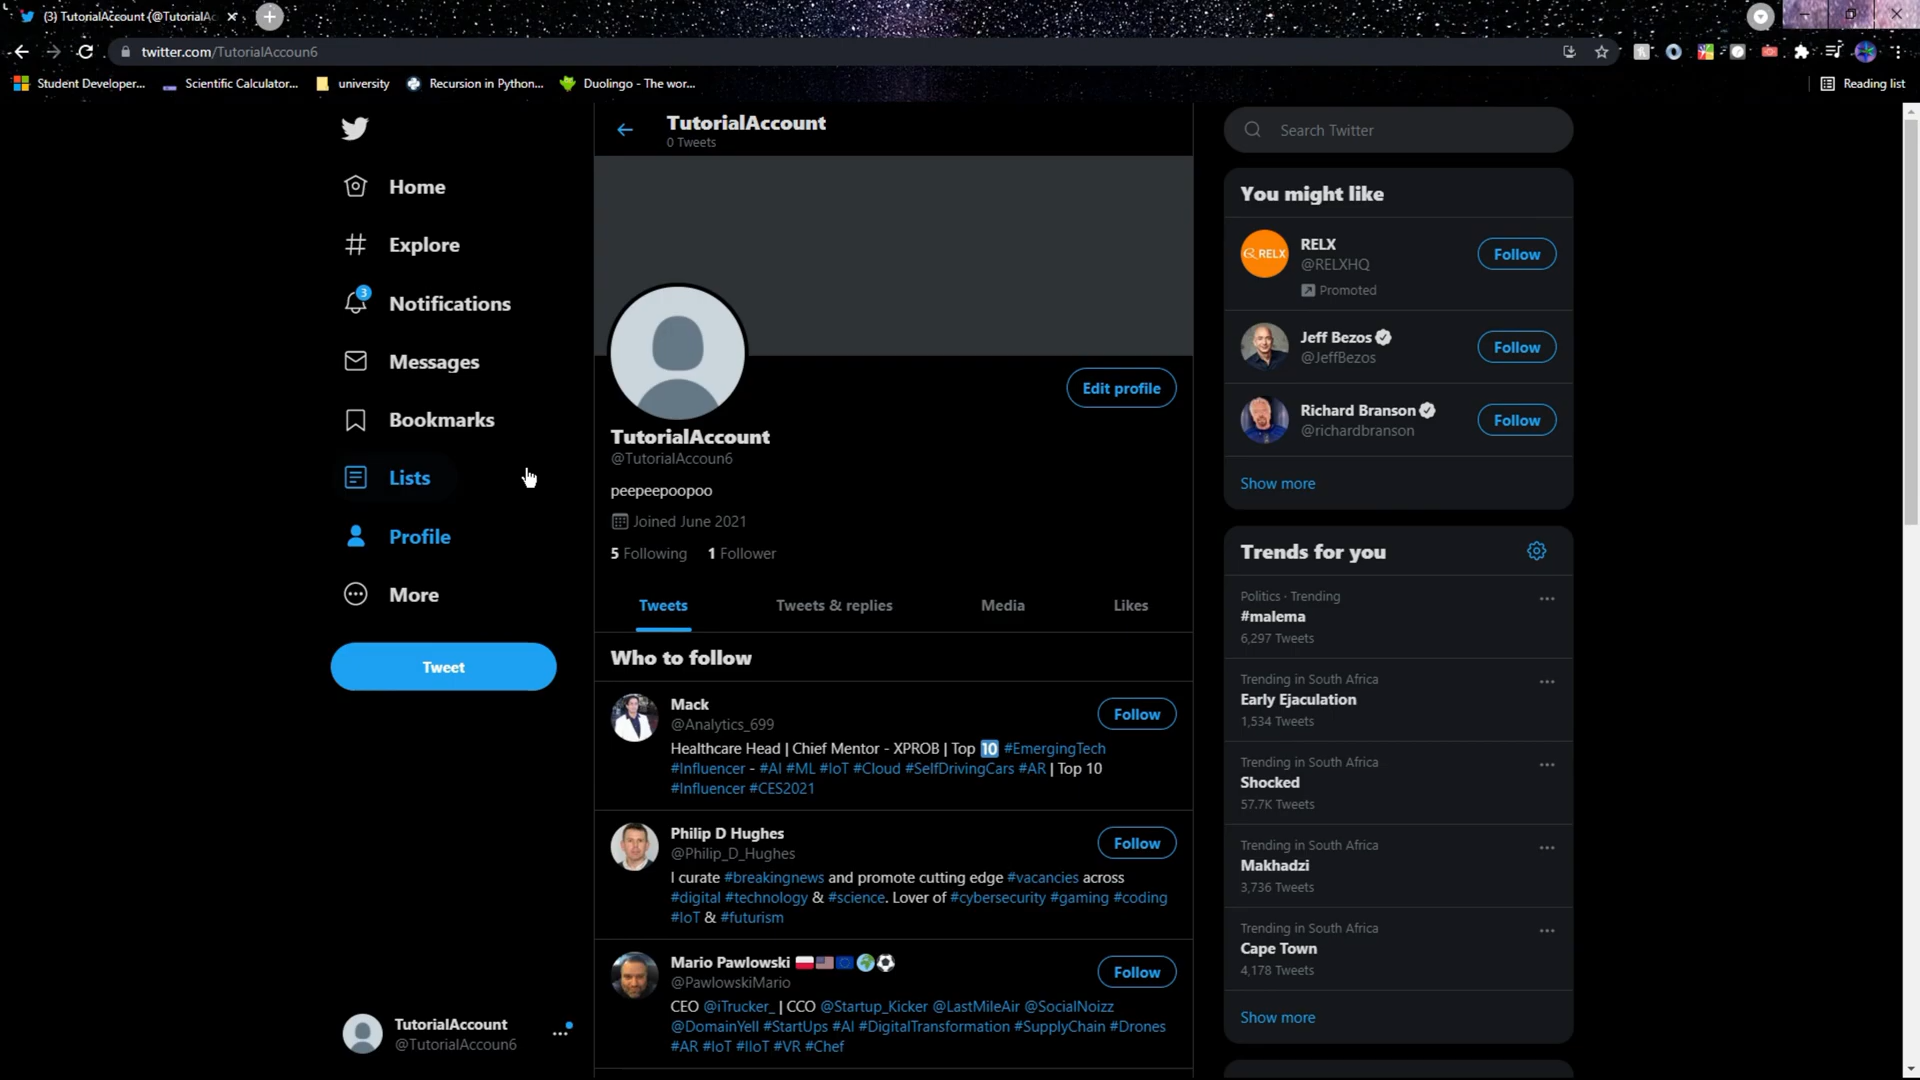 (3) TutorialAccount (@TutorialAc
twitter.com/TutorialAccoun6
Student Developer...
Scientific Calculator...
university
Recursion in Python...
Duolingo - The wor...
Reading list
Home
Explore
3
Notifications
Messages
Bookmarks
Lists
Profile
More
Tweet
TutorialAccount
@TutorialAccoun6
TutorialAccount
0 Tweets
Edit profile
TutorialAccount
@TutorialAccoun6
peepeepoopoo
Joined June 2021
5 Following 1 Follower
Tweets
Tweets & replies
Media
Likes
Who to follow
Mack
@Analytics_699
Follow
Healthcare Head | Chief Mentor - XPROB | Top 🔟 #EmergingTech
#Influencer - #AI #ML #IoT #Cloud #SelfDrivingCars #AR | Top 10
#Influencer #CES2021
Philip D Hughes
@Philip_D_Hughes
Follow
I curate #breakingnews and promote cutting edge #vacancies across
#digital #technology & #science. Lover of #cybersecurity #gaming #coding
#IoT & #futurism
Mario Pawlowski 🇵🇱🇺🇸🇪🇺🌍⚽
@PawlowskiMario
Follow
CEO @iTrucker_ | CCO @Startup_Kicker @LastMileAir @SocialNoizz
@DomainYell #StartUps #AI #DigitalTransformation #SupplyChain #Drones
#AR #IoT #IIoT #VR #Chef
Search Twitter
You might like
RELX
RELX
@RELXHQ
Promoted
Follow
Jeff Bezos
@JeffBezos
Follow
Richard Branson
@richardbranson
Follow
Show more
Trends for you
Politics · Trending
#malema
6,297 Tweets
Trending in South Africa
Early Ejaculation
1,534 Tweets
Trending in South Africa
Shocked
57.7K Tweets
Trending in South Africa
Makhadzi
3,736 Tweets
Trending in South Africa
Cape Town
4,178 Tweets
Show more